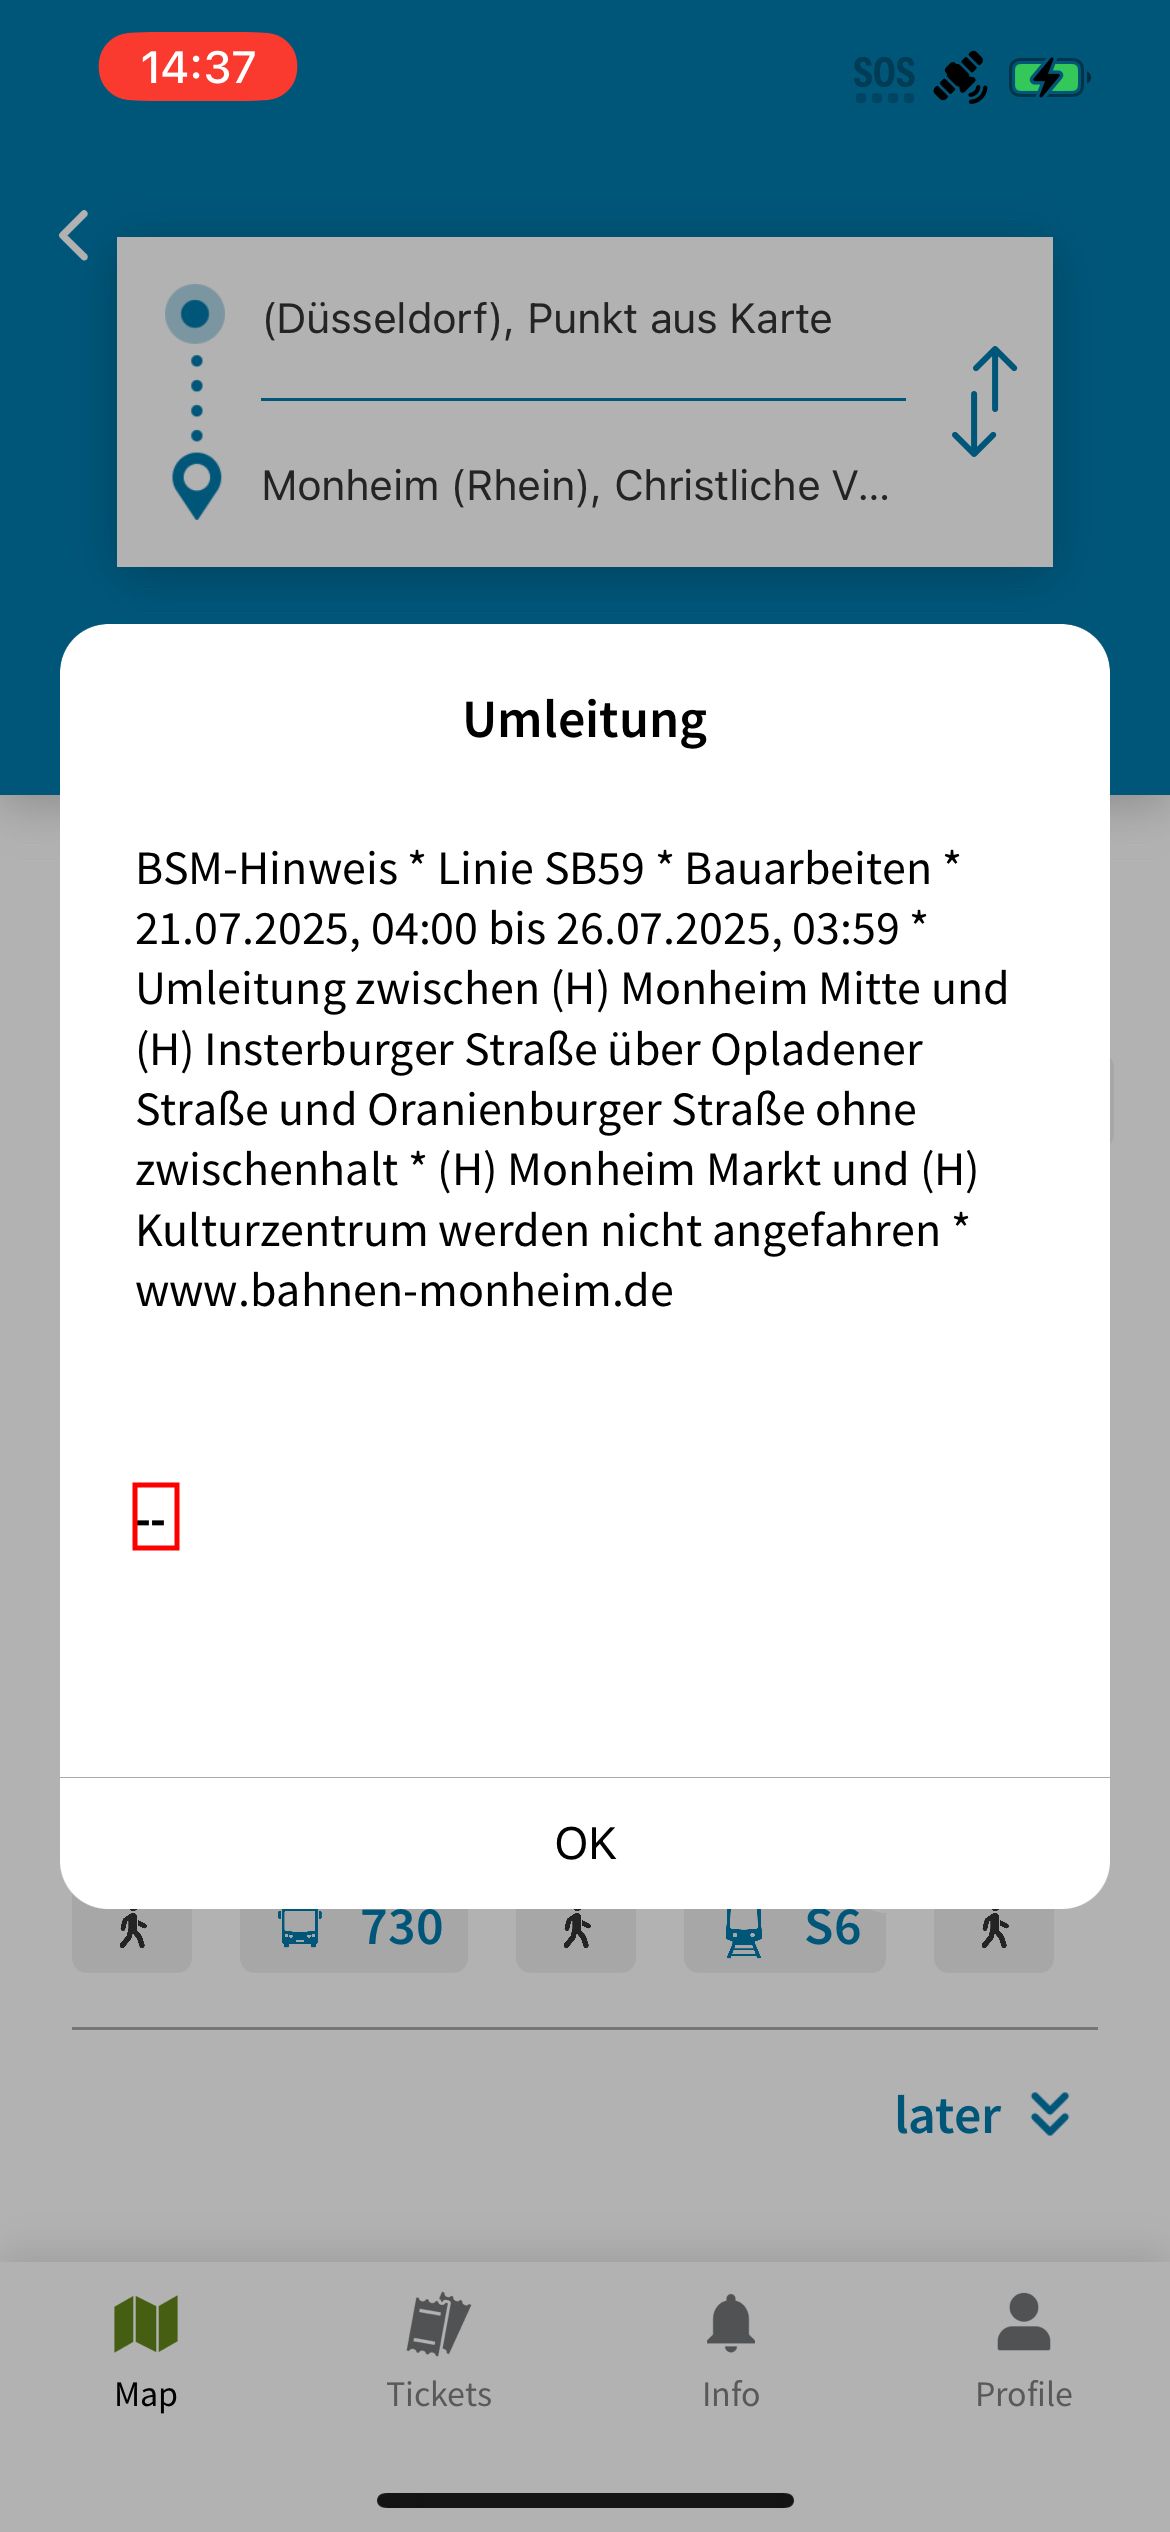 14:37
SOS
(Düsseldorf), Punkt aus Karte
Monheim (Rhein), Christliche V...
Umleitung
BSM-Hinweis * Linie SB59 * Bauarbeiten *
21.07.2025, 04:00 bis 26.07.2025, 03:59 *
Umleitung zwischen (H) Monheim Mitte und
(H) Insterburger Straße über Opladener
Straße und Oranienburger Straße ohne
zwischenhalt * (H) Monheim Markt und (H)
Kulturzentrum werden nicht angefahren *
www.bahnen-monheim.de
--
OK
730 S6
later
Map Tickets Info Profile